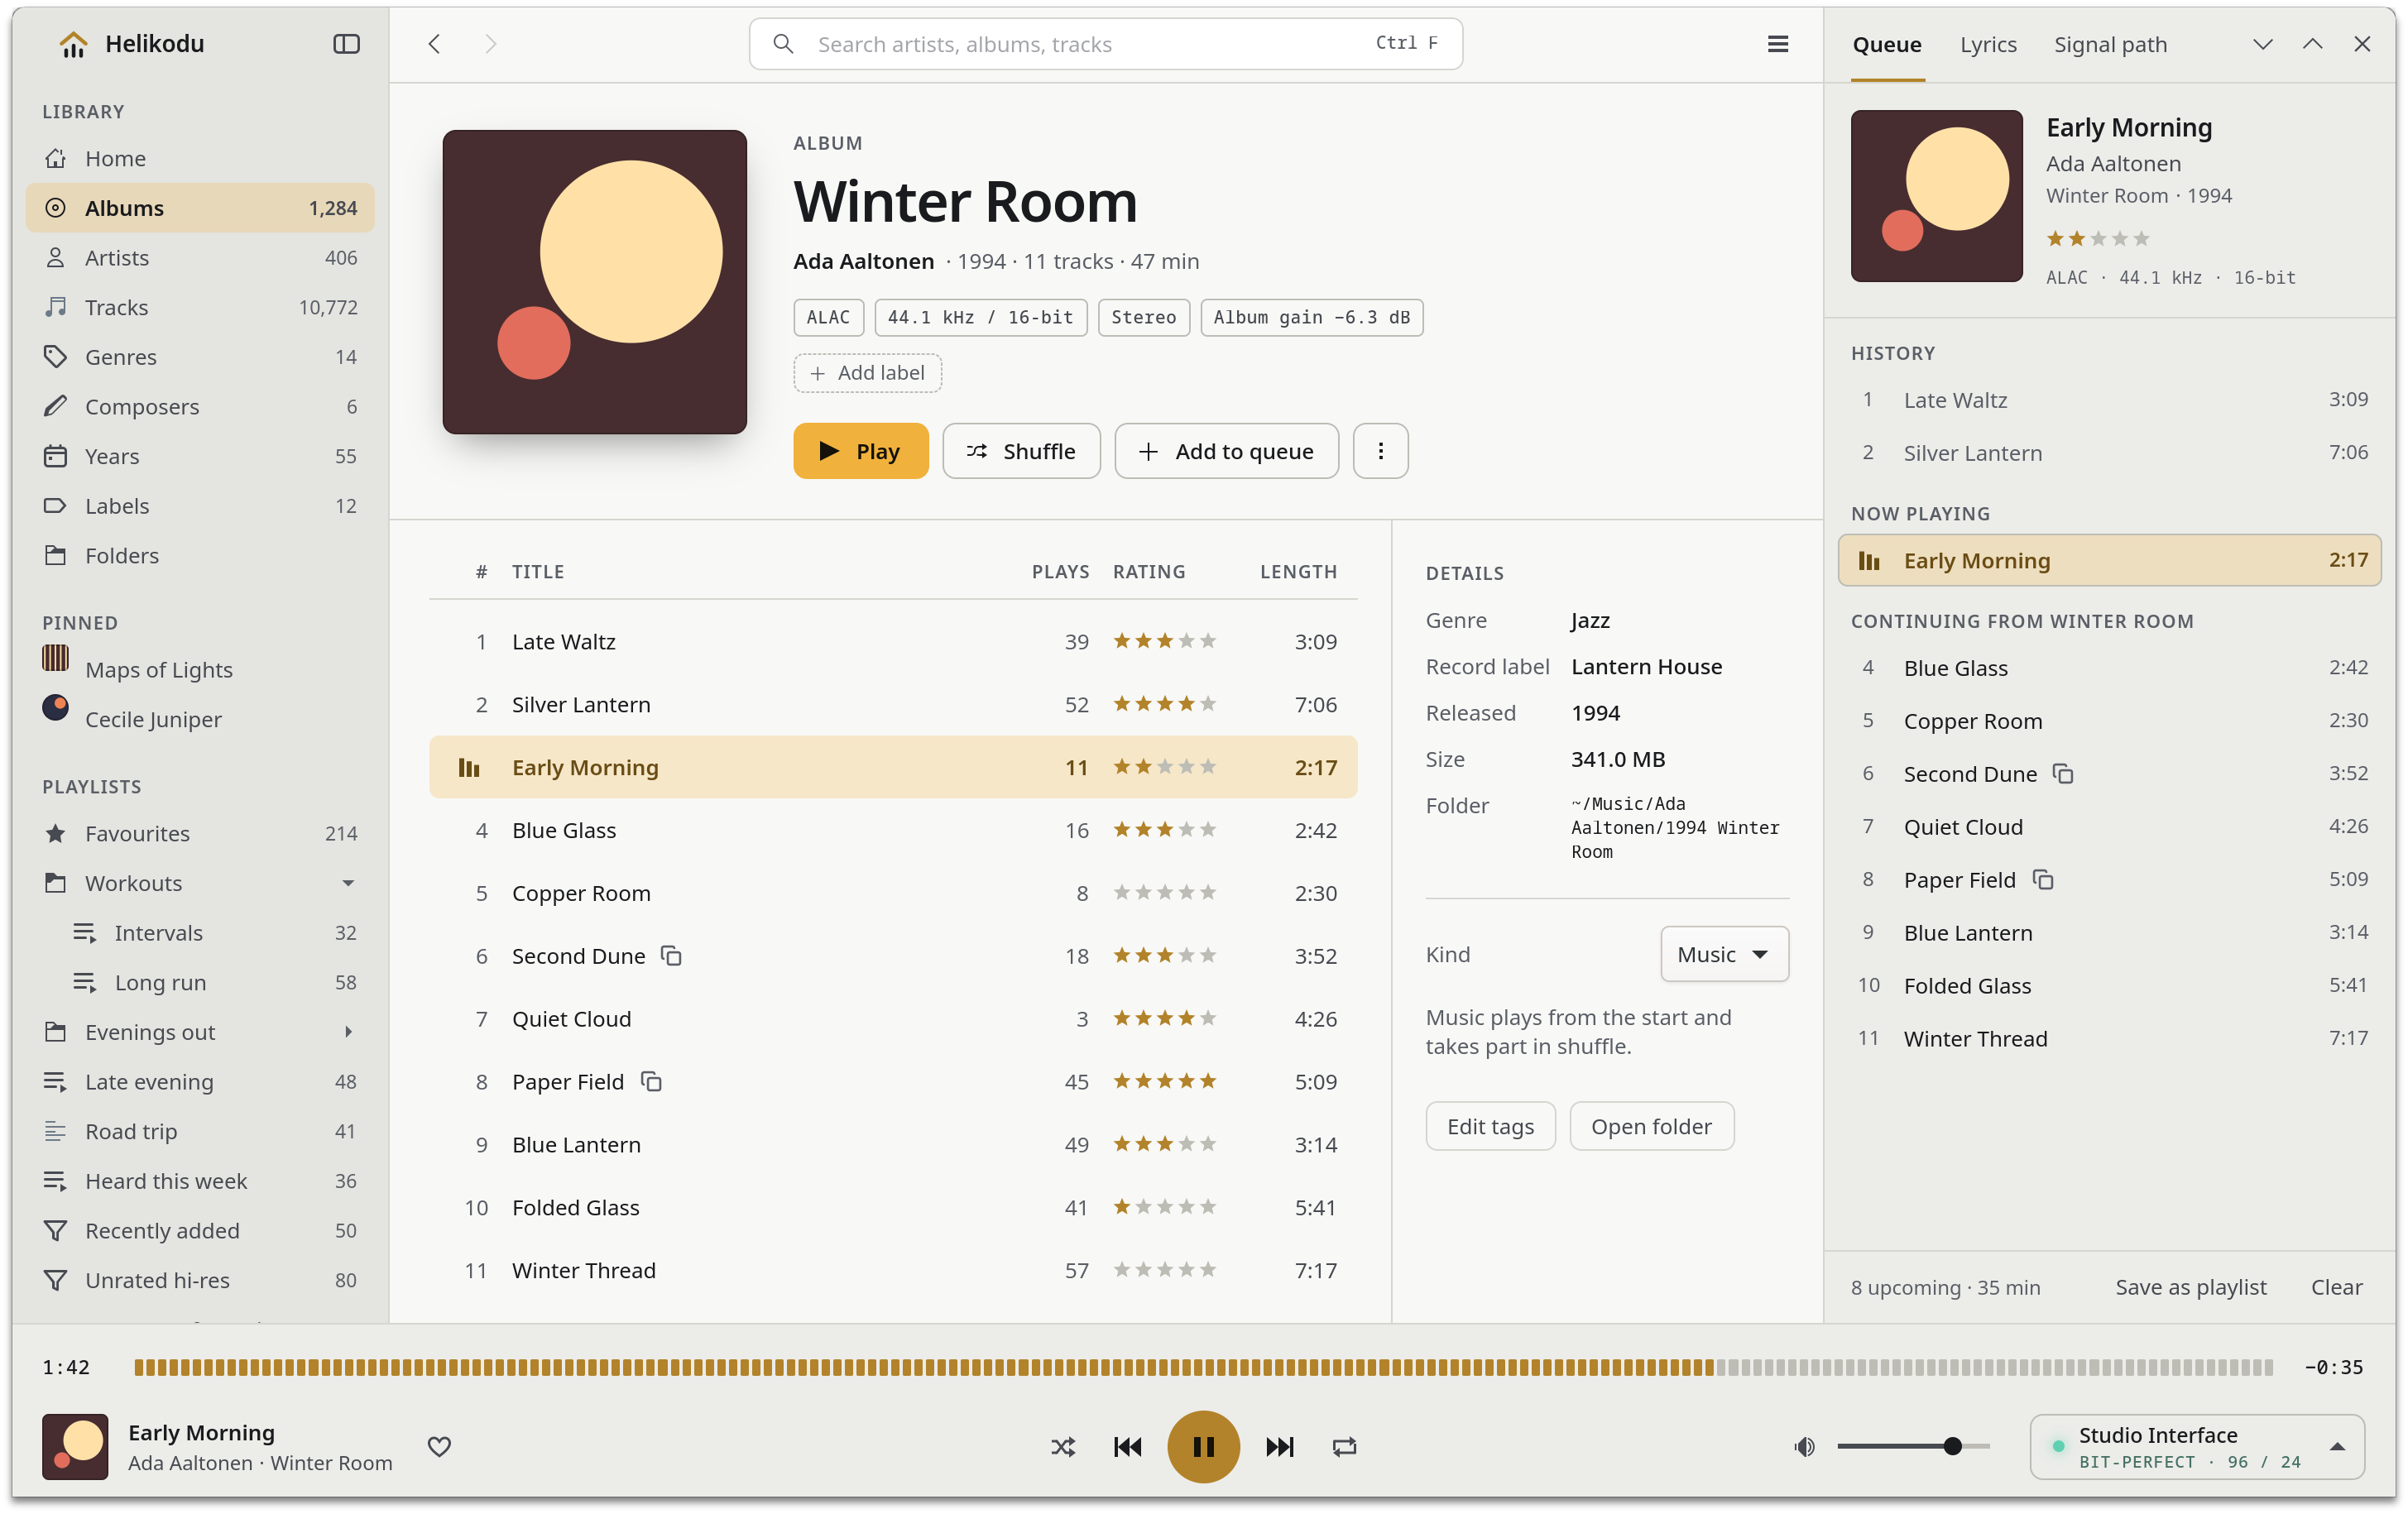 Helikodu
LIBRARY
Home
Albums 1,284
Artists 406
Tracks 10,772
Genres 14
Composers 6
Years 55
Labels 12
Folders
PINNED
Maps of Lights
Cecile Juniper
PLAYLISTS
Favourites 214
Workouts
Intervals 32
Long run 58
Evenings out
Late evening 48
Road trip 41
Heard this week 36
Recently added 50
Unrated hi-res 80
Search artists, albums, tracks Ctrl F
ALBUM
Winter Room
Ada Aaltonen · 1994 · 11 tracks · 47 min
ALAC 44.1 kHz / 16-bit Stereo Album gain −6.3 dB
Add label
Play Shuffle Add to queue
# TITLE PLAYS RATING LENGTH
1 Late Waltz 39 3:09
2 Silver Lantern 52 7:06
Early Morning 11 2:17
4 Blue Glass 16 2:42
5 Copper Room 8 2:30
6 Second Dune 18 3:52
7 Quiet Cloud 3 4:26
8 Paper Field 45 5:09
9 Blue Lantern 49 3:14
10 Folded Glass 41 5:41
11 Winter Thread 57 7:17
DETAILS
Genre Jazz
Record label Lantern House
Released 1994
Size 341.0 MB
Folder ~/Music/Ada
Aaltonen/1994 Winter
Room
Kind Music
Music plays from the start and
takes part in shuffle.
Edit tags Open folder
Queue Lyrics Signal path
Early Morning
Ada Aaltonen
Winter Room · 1994
ALAC · 44.1 kHz · 16-bit
HISTORY
1 Late Waltz 3:09
2 Silver Lantern 7:06
NOW PLAYING
Early Morning 2:17
CONTINUING FROM WINTER ROOM
4 Blue Glass 2:42
5 Copper Room 2:30
6 Second Dune 3:52
7 Quiet Cloud 4:26
8 Paper Field 5:09
9 Blue Lantern 3:14
10 Folded Glass 5:41
11 Winter Thread 7:17
8 upcoming · 35 min Save as playlist Clear
1:42 −0:35
Early Morning
Ada Aaltonen · Winter Room
Studio Interface
BIT-PERFECT · 96 / 24